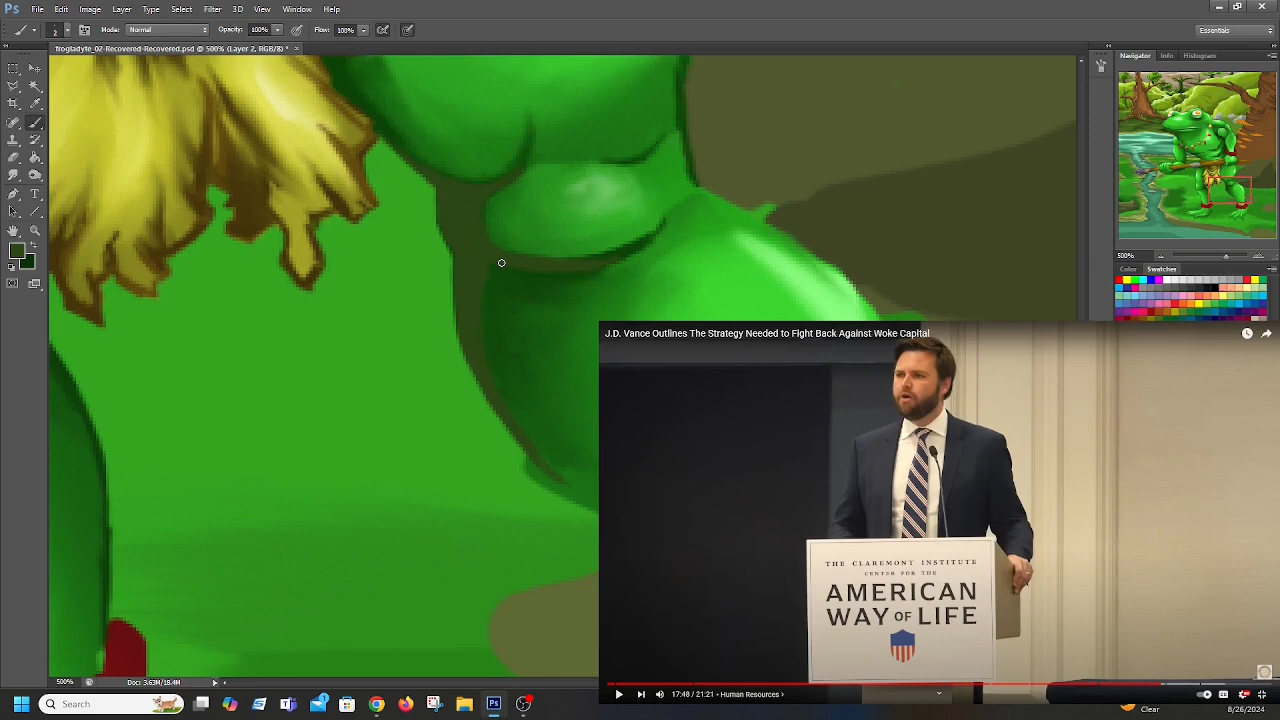 Ps File Edit Image Layer Type Select Filter 3D View Window Help
2 Mode: Normal Opacity: 100% Flow: 100% Essentials
frogladyte_02-Recovered-Recovered.psd @ 500% (Layer 2, RGB/8) * ×
Navigator Info Histogram
500%
Color Swatches
J.D. Vance Outlines The Strategy Needed to Fight Back Against Woke Capital
THE CLAREMONT INSTITUTE
CENTER FOR THE
AMERICAN
WAY OF LIFE
500% Doc: 3.63M/18.4M
17:48 / 21:21 • Human Resources >
Search
Clear 8/26/2024